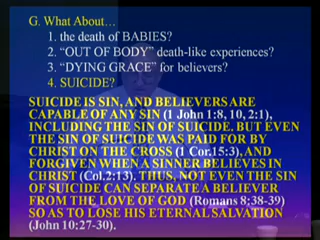 G. What About…
1. the death of BABIES?
2. “OUT OF BODY” death-like experiences?
3. “DYING GRACE” for believers?
4. SUICIDE?
SUICIDE IS SIN, AND BELIEVERS ARE
CAPABLE OF ANY SIN (1 John 1:8, 10, 2:1),
INCLUDING THE SIN OF SUICIDE. BUT EVEN
THE SIN OF SUICIDE WAS PAID FOR BY
CHRIST ON THE CROSS (1 Cor.15:3), AND
FORGIVEN WHEN A SINNER BELIEVES IN
CHRIST (Col.2:13). THUS, NOT EVEN THE SIN
OF SUICIDE CAN SEPARATE A BELIEVER
FROM THE LOVE OF GOD (Romans 8:38-39)
SO AS TO LOSE HIS ETERNAL SALVATION
(John 10:27-30).